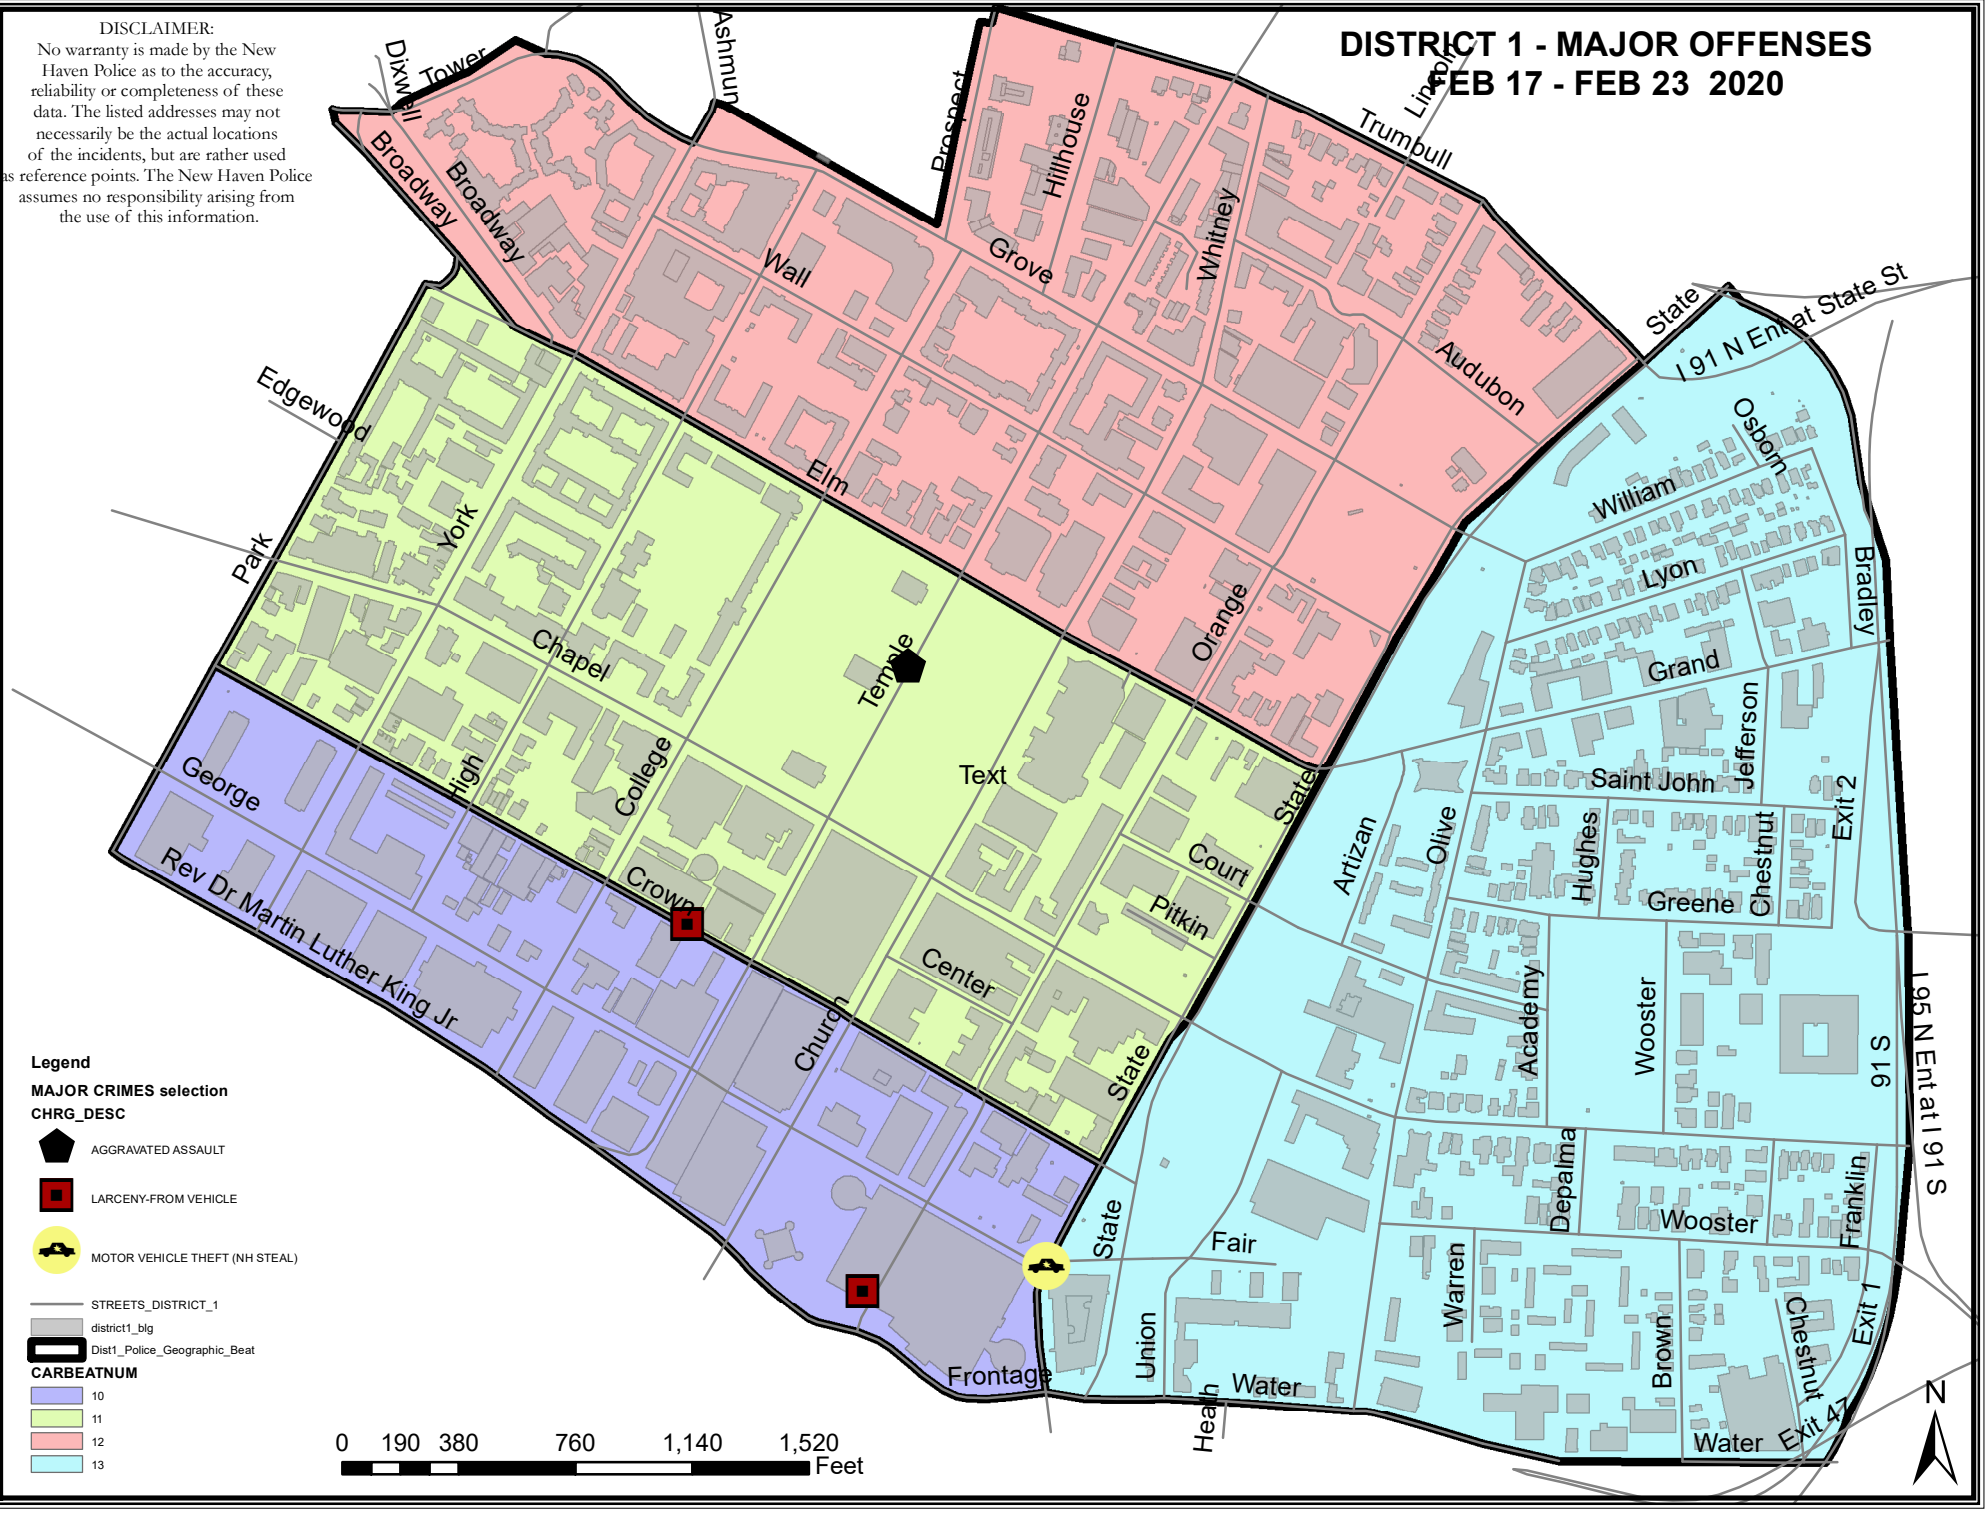 DISCLAIMER:
No warranty is made by the New
Haven Police as to the accuracy,
reliability or completeness of these
data. The listed addresses may not
necessarily be the actual locations
of the incidents, but are rather used
as reference points. The New Haven Police
assumes no responsibility arising from
the use of this information.
DISTRICT 1 - MAJOR OFFENSES
FEB 17 - FEB 23 2020
Dixwell
Tower
Ashmun
Prospect
Hillhouse
Lincoln
Trumbull
Broadway
Broadway
Wall
Grove
Whitney
State
I 91 N Ent at State St
Audubon
Edgewood
Osborn
William
Elm
York
Park
Lyon
Bradley
Orange
Chapel
Temple
Grand
Jefferson
Text
Saint John
State
College
High
George
Exit 2
Artizan
Olive
Hughes
Chestnut
Court
Greene
Crown
Pitkin
Rev Dr Martin Luther King Jr
Center
Church
Academy
Wooster
91 S
I 95 N Ent at I 91 S
State
Depalma
Franklin
Wooster
State
Fair
Warren
Union
Brown
Chestnut
Exit 1
Frontage
Water
Heath
Water
Exit 47
N
Legend
MAJOR CRIMES selection
CHRG_DESC
AGGRAVATED ASSAULT
LARCENY-FROM VEHICLE
MOTOR VEHICLE THEFT (NH STEAL)
STREETS_DISTRICT_1
district1_blg
Dist1_Police_Geographic_Beat
CARBEATNUM
10
11
12
13
0 190 380 760 1,140 1,520
Feet